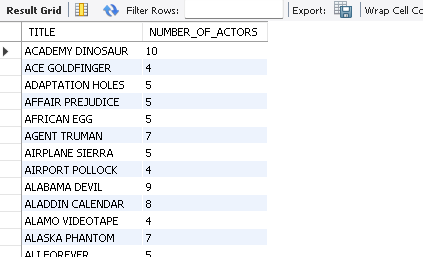 Result Grid Filter Rows: Export: Wrap Cell Co
TITLE NUMBER_OF_ACTORS
ACADEMY DINOSAUR 10
ACE GOLDFINGER 4
ADAPTATION HOLES 5
AFFAIR PREJUDICE 5
AFRICAN EGG 5
AGENT TRUMAN 7
AIRPLANE SIERRA 5
AIRPORT POLLOCK 4
ALABAMA DEVIL 9
ALADDIN CALENDAR 8
ALAMO VIDEOTAPE 4
ALASKA PHANTOM 7
ALI FOREVER 5